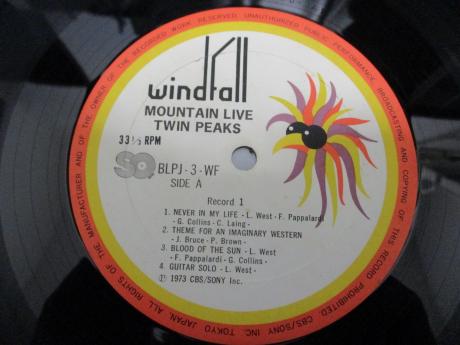 windfall
MOUNTAIN LIVE
TWIN PEAKS
33 1/3 RPM
SQ
BLPJ-3-WF
SIDE A
Record 1
1. NEVER IN MY LIFE - L. West - F. Pappalardi
- G. Collins - C. Laing -
2. THEME FOR AN IMAGINARY WESTERN
- J. Bruce - P. Brown -
3. BLOOD OF THE SUN - L. West
- F. Pappalardi - G. Collins -
4. GUITAR SOLO - L. West -
Ⓟ 1973 CBS/SONY Inc.
ALL RIGHTS OF THE MANUFACTURER AND OF THE OWNER OF THE RECORDED WORK RESERVED. UNAUTHORIZED PUBLIC PERFORMANCE, BROADCASTING AND COPYING OF THIS RECORD PROHIBITED. CBS/SONY INC. TOKYO JAPAN.